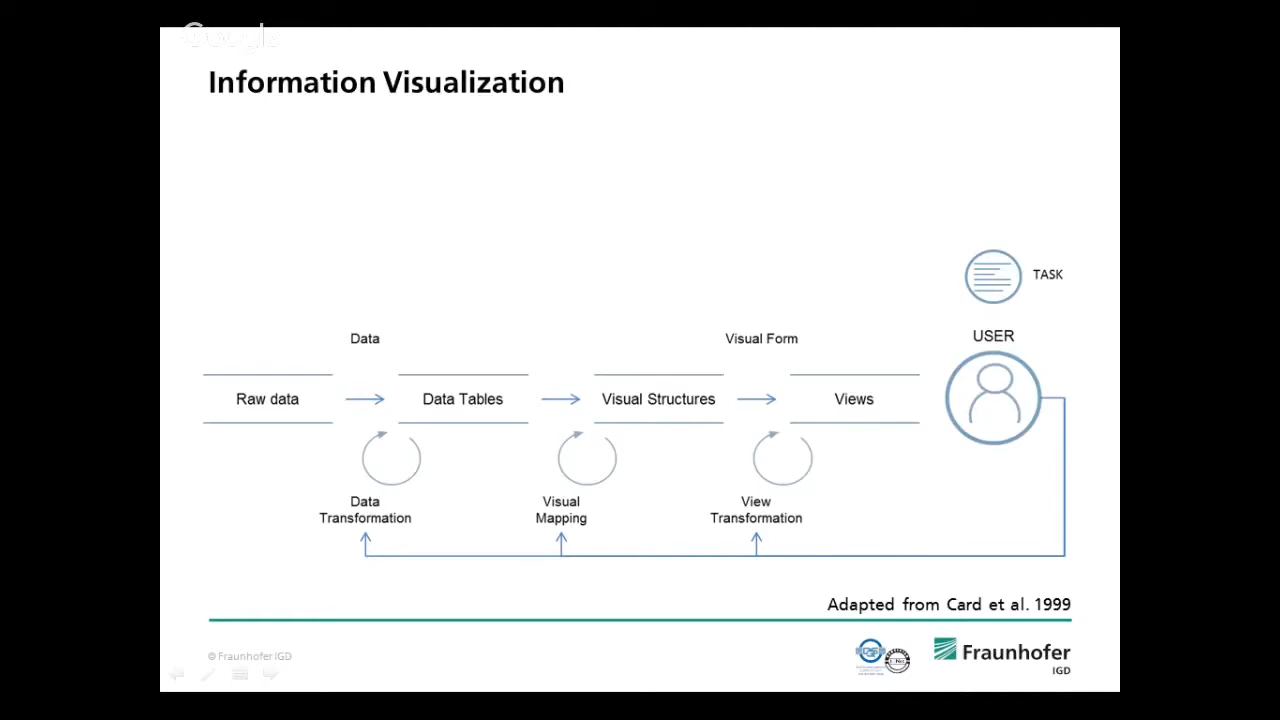 Google
Information Visualization
TASK
USER
Data
Visual Form
Raw data
Data Tables
Visual Structures
Views
Data
Transformation
Visual
Mapping
View
Transformation
Adapted from Card et al. 1999
© Fraunhofer IGD
Fraunhofer
IGD